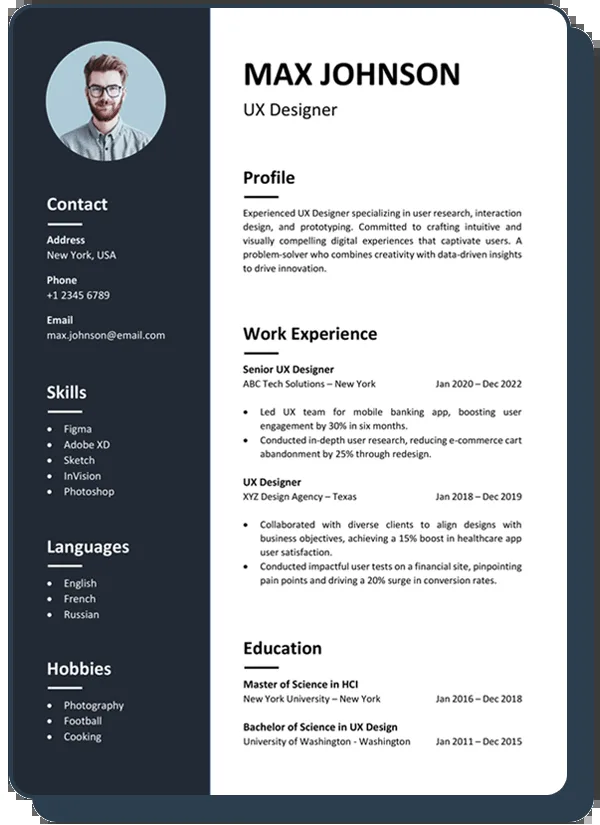 MAX JOHNSON
UX Designer
Contact
Address
New York, USA
Phone
+1 2345 6789
Email
max.johnson@email.com
Skills
• Figma
• Adobe XD
• Sketch
• InVision
• Photoshop
Languages
• English
• French
• Russian
Hobbies
• Photography
• Football
• Cooking
Profile
Experienced UX Designer specializing in user research, interaction
design, and prototyping. Committed to crafting intuitive and
visually compelling digital experiences that captivate users. A
problem-solver who combines creativity with data-driven insights
to drive innovation.
Work Experience
Senior UX Designer
ABC Tech Solutions – New York Jan 2020 – Dec 2022
• Led UX team for mobile banking app, boosting user
engagement by 30% in six months.
• Conducted in-depth user research, reducing e-commerce cart
abandonment by 25% through redesign.
UX Designer
XYZ Design Agency – Texas Jan 2018 – Dec 2019
• Collaborated with diverse clients to align designs with
business objectives, achieving a 15% boost in healthcare app
user satisfaction.
• Conducted impactful user tests on a financial site, pinpointing
pain points and driving a 20% surge in conversion rates.
Education
Master of Science in HCI
New York University – New York Jan 2016 – Dec 2018
Bachelor of Science in UX Design
University of Washington - Washington Jan 2011 – Dec 2015